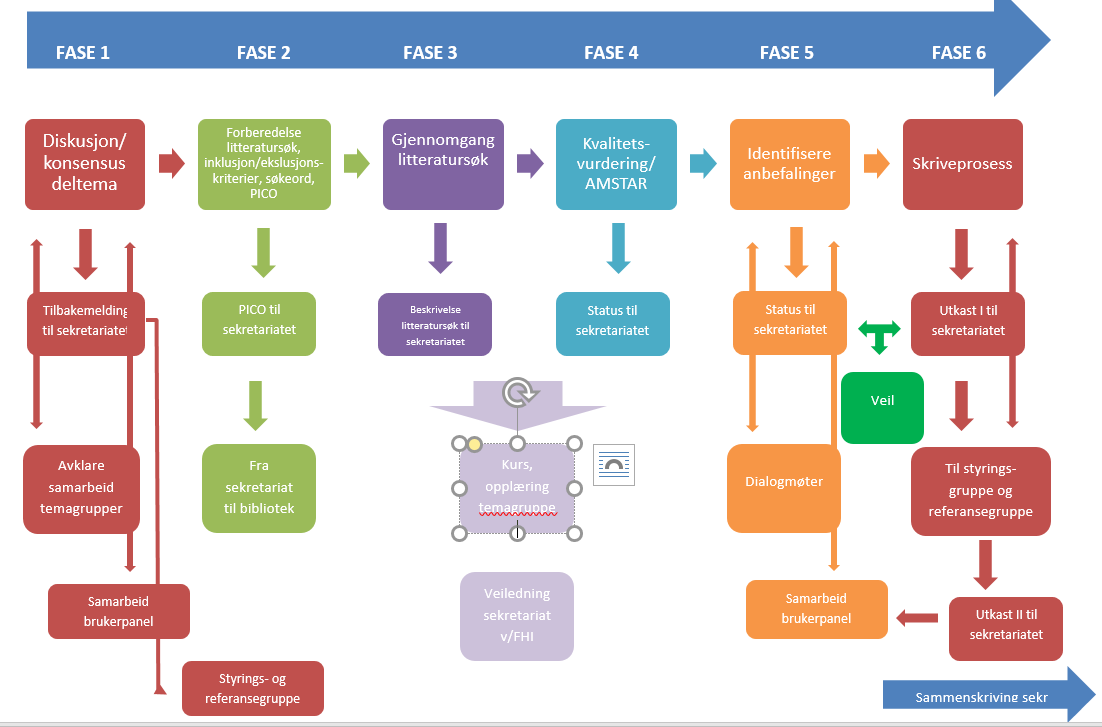 FASE 1
FASE 2
FASE 3
FASE 4
FASE 5
FASE 6
Diskusjon/
konsensus
deltema
Forberedelse
litteratursøk,
inklusjon/ekslusjons-
kriterier, søkeord,
PICO
Gjennomgang
litteratursøk
Kvalitets-
vurdering/
AMSTAR
Identifisere
anbefalinger
Skriveprosess
Tilbakemelding
til sekretariatet
PICO til
sekretariatet
Beskrivelse
litteratursøk til
sekretariatet
Status til
sekretariatet
Status til
sekretariatet
Utkast I til
sekretariatet
Veil
Avklare
samarbeid
temagrupper
Fra
sekretariat
til bibliotek
Kurs,
opplæring
temagruppe
Dialogmøter
Til styrings-
gruppe og
referansegruppe
Samarbeid
brukerpanel
Veiledning
sekretariat
v/FHI
Samarbeid
brukerpanel
Utkast II til
sekretariatet
Styrings- og
referansegruppe
Sammenskriving sekr